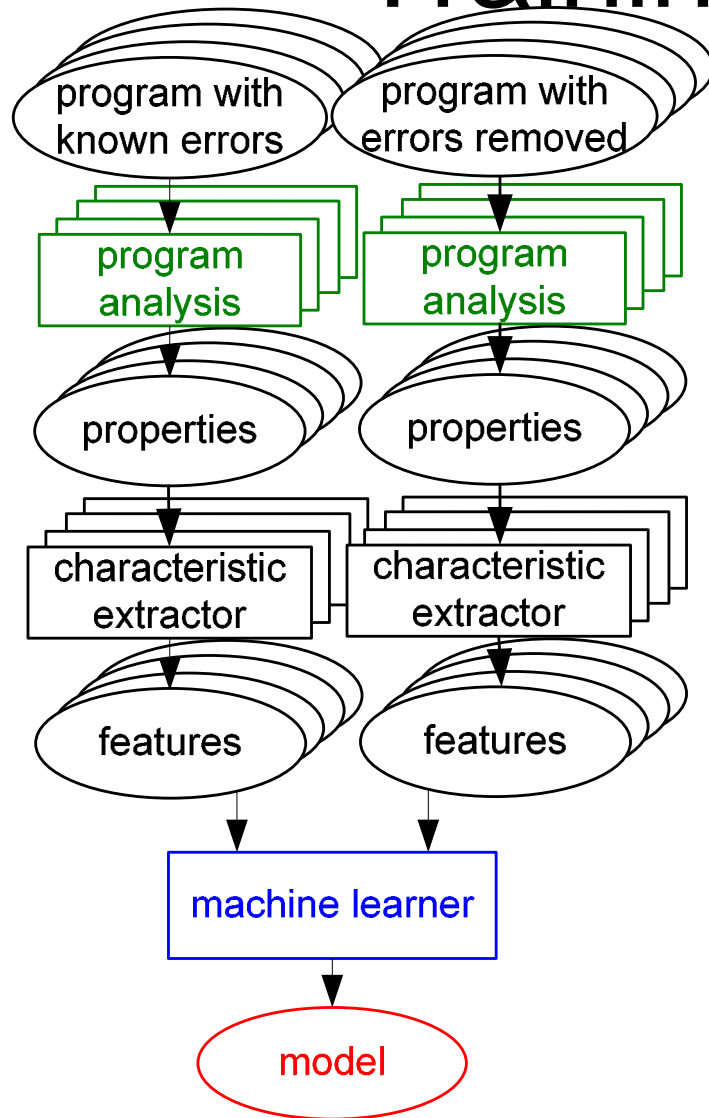 program with
known errors
program with
errors removed
program
analysis
program
analysis
properties
properties
characteristic
extractor
characteristic
extractor
features
features
machine learner
model